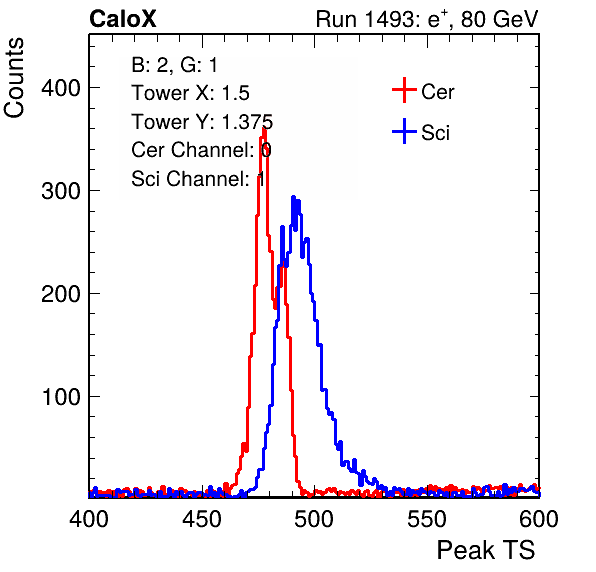 CaloX Run 1493: e⁺, 80 GeV
Counts
B: 2, G: 1
Tower X: 1.5
Tower Y: 1.375
Cer Channel: 0
Sci Channel: 1
Cer
Sci
400
300
200
100
400 450 500 550 600
Peak TS